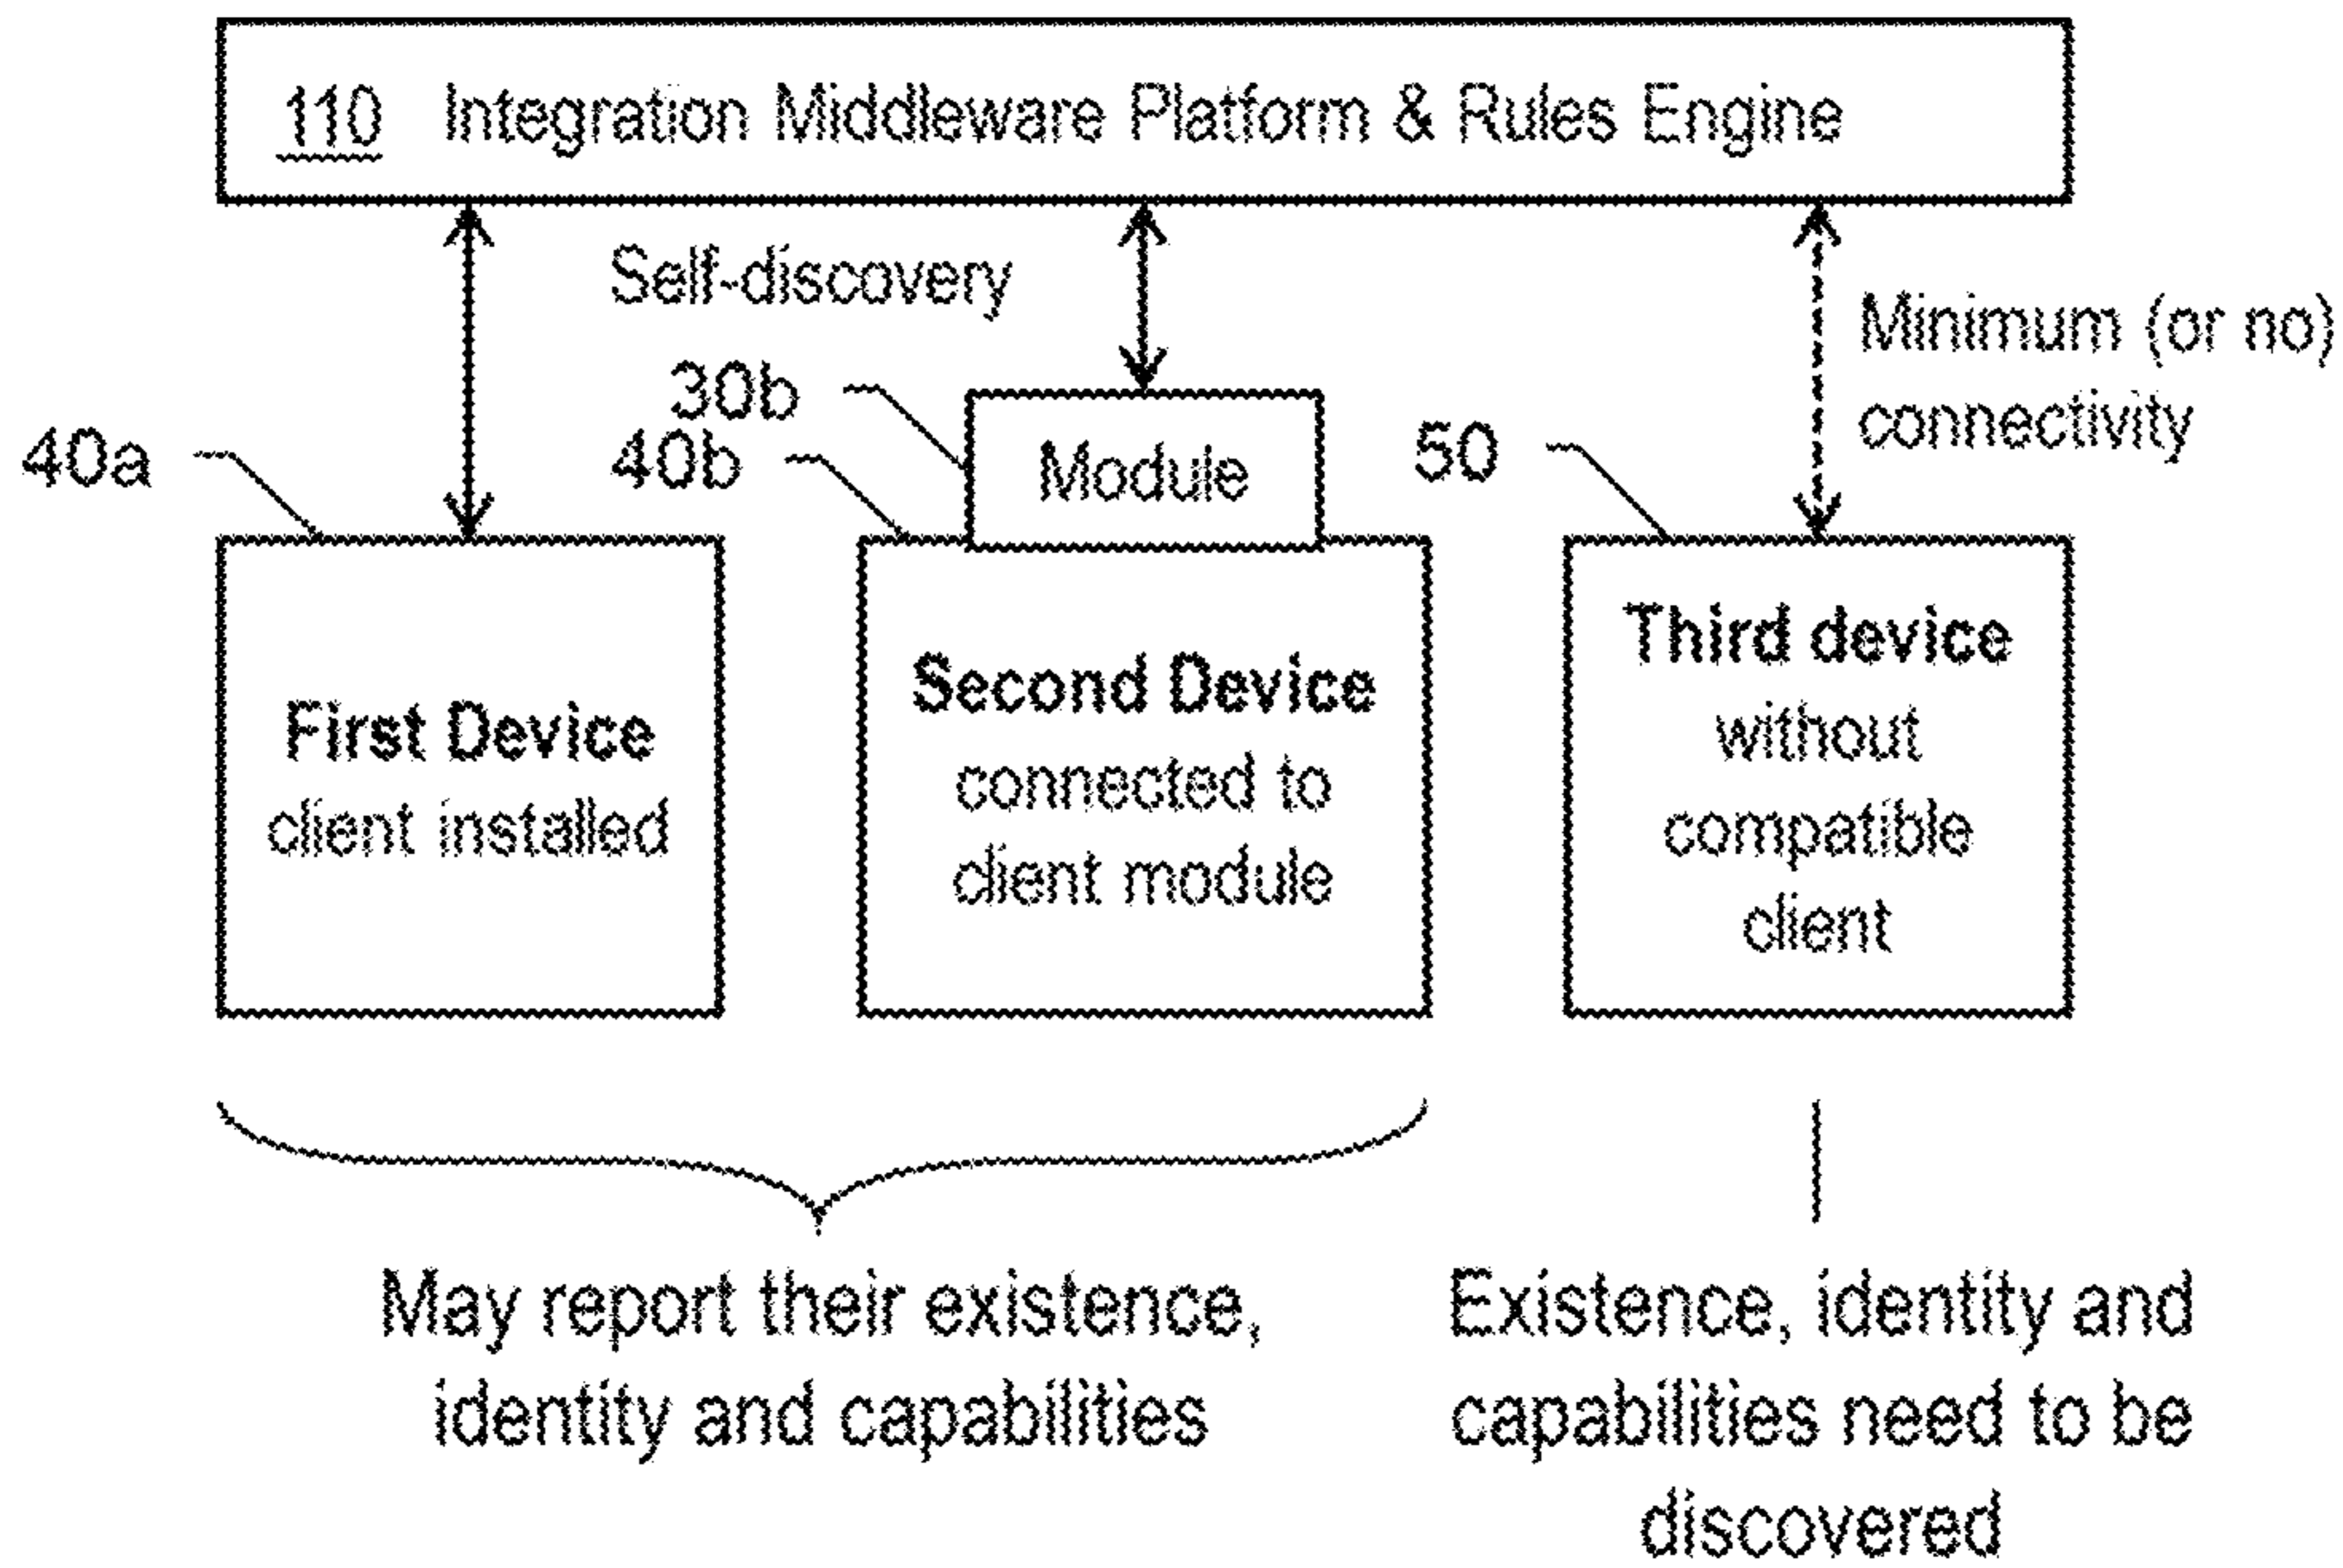 110 Integration Middleware Platform & Rules Engine
Self-discovery
Minimum (or no)
connectivity
30b
40a
40b
Module
50
First Device
client installed
Second Device
connected to
client module
Third device
without
compatible
client
May report their existence,
identity and capabilities
Existence, identity and
capabilities need to be
discovered